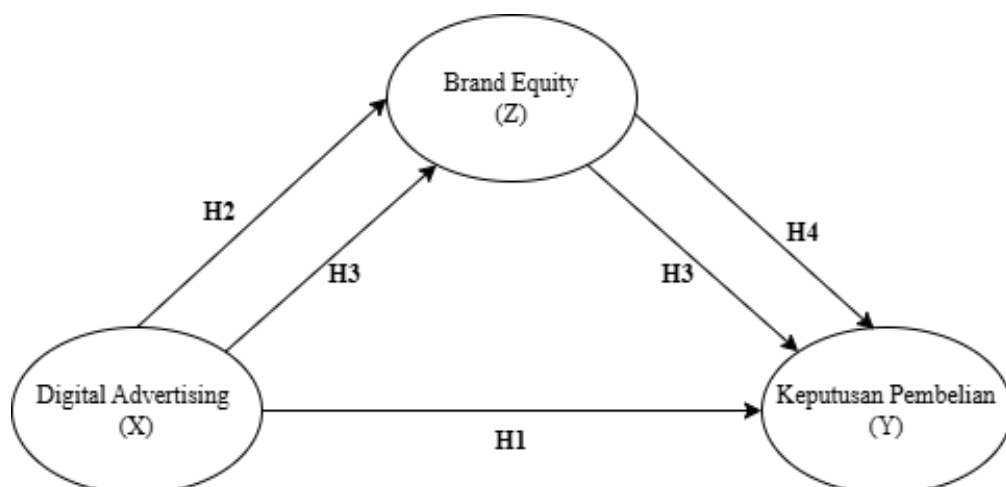 Brand Equity
(Z)
H2
H3
H3
H4
Digital Advertising
(X)
H1
Keputusan Pembelian
(Y)